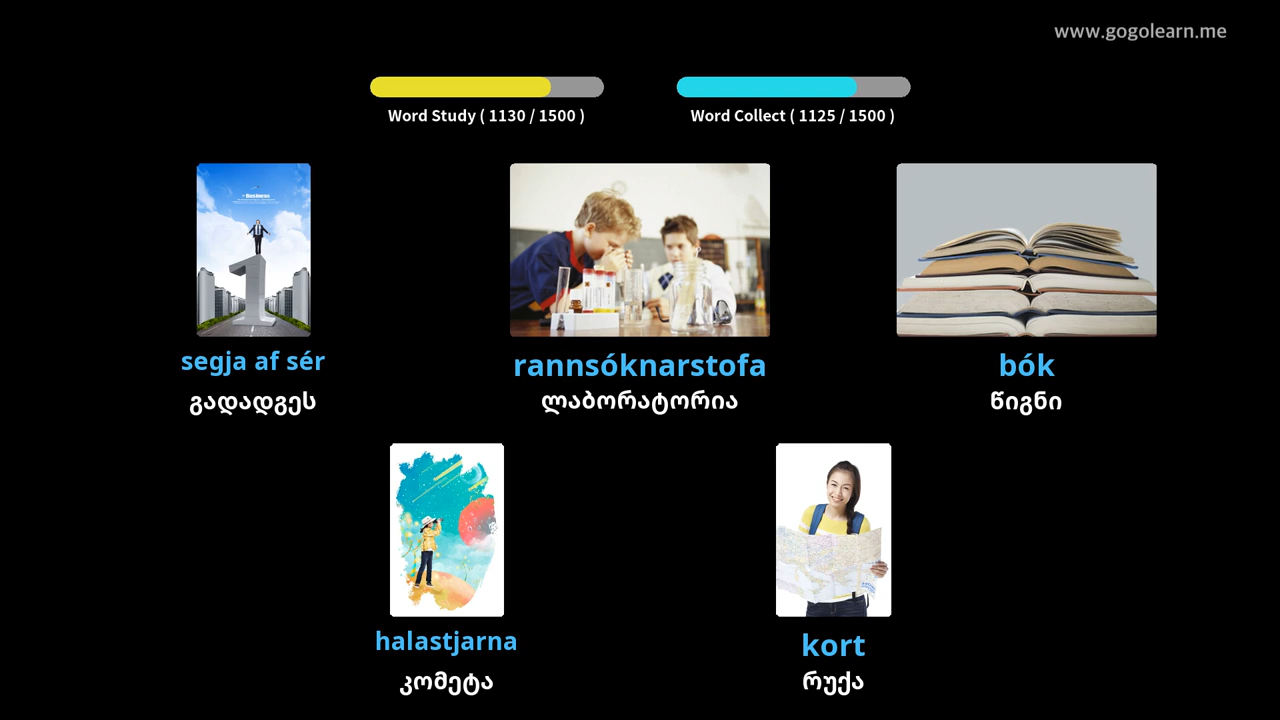 www.gogolearn.me
Word Study ( 1130 / 1500 )
Word Collect ( 1125 / 1500 )
Business
segja af sér
გადადგეს
rannsóknarstofa
ლაბორატორია
bók
წიგნი
halastjarna
კომეტა
kort
რუქა